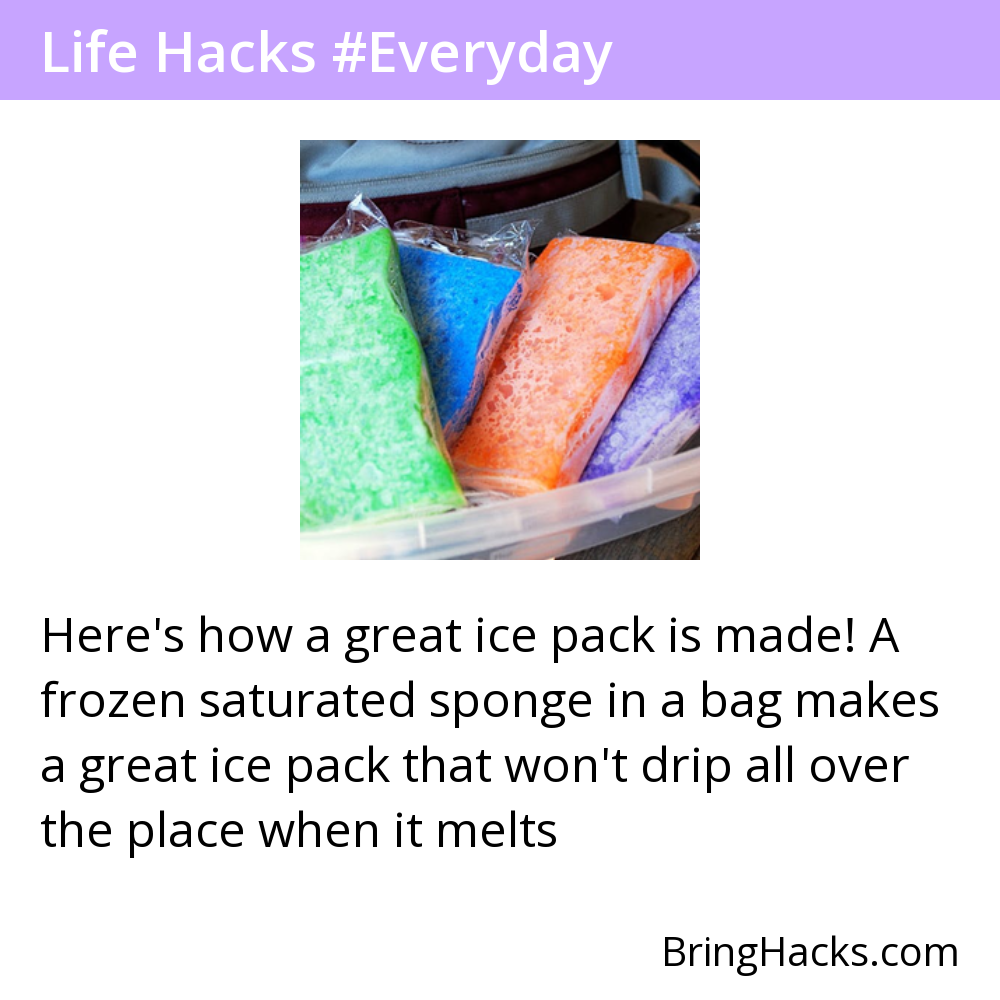 Life Hacks #Everyday
Here's how a great ice pack is made! A
frozen saturated sponge in a bag makes
a great ice pack that won't drip all over
the place when it melts
BringHacks.com